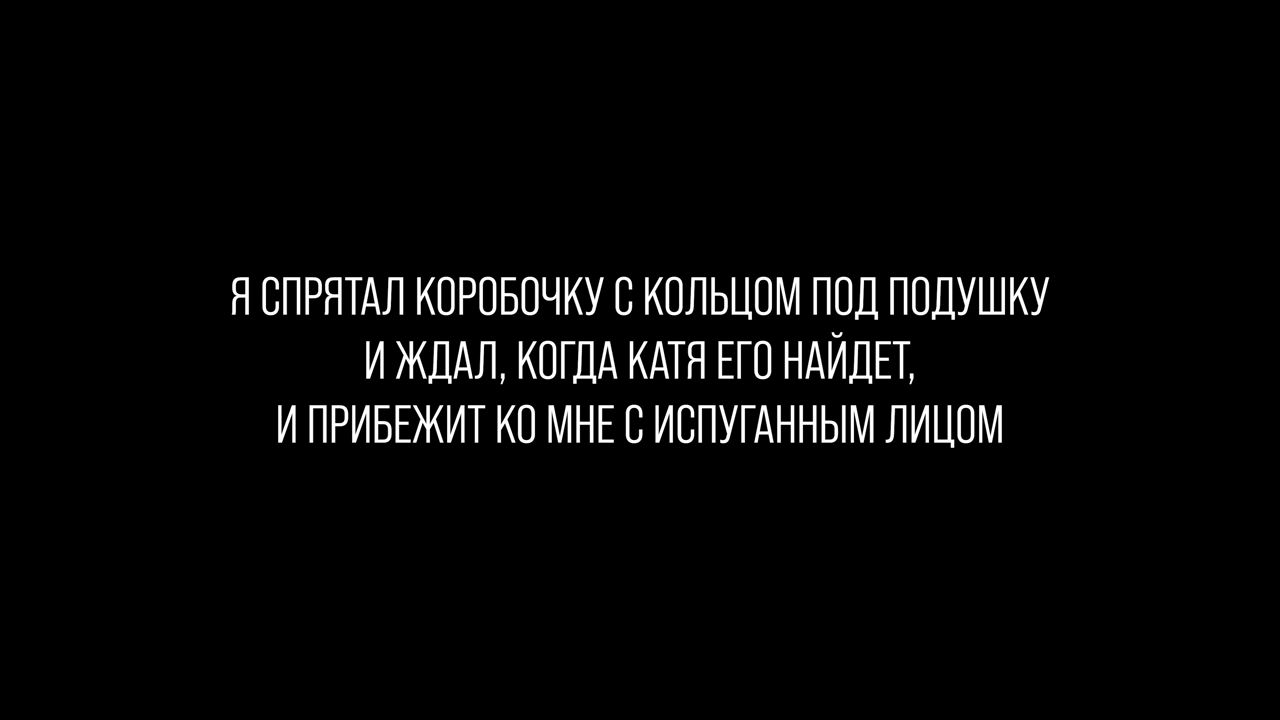 Я СПРЯТАЛ КОРОБОЧКУ С КОЛЬЦОМ ПОД ПОДУШКУ
И ЖДАЛ, КОГДА КАТЯ ЕГО НАЙДЕТ,
И ПРИБЕЖИТ КО МНЕ С ИСПУГАННЫМ ЛИЦОМ